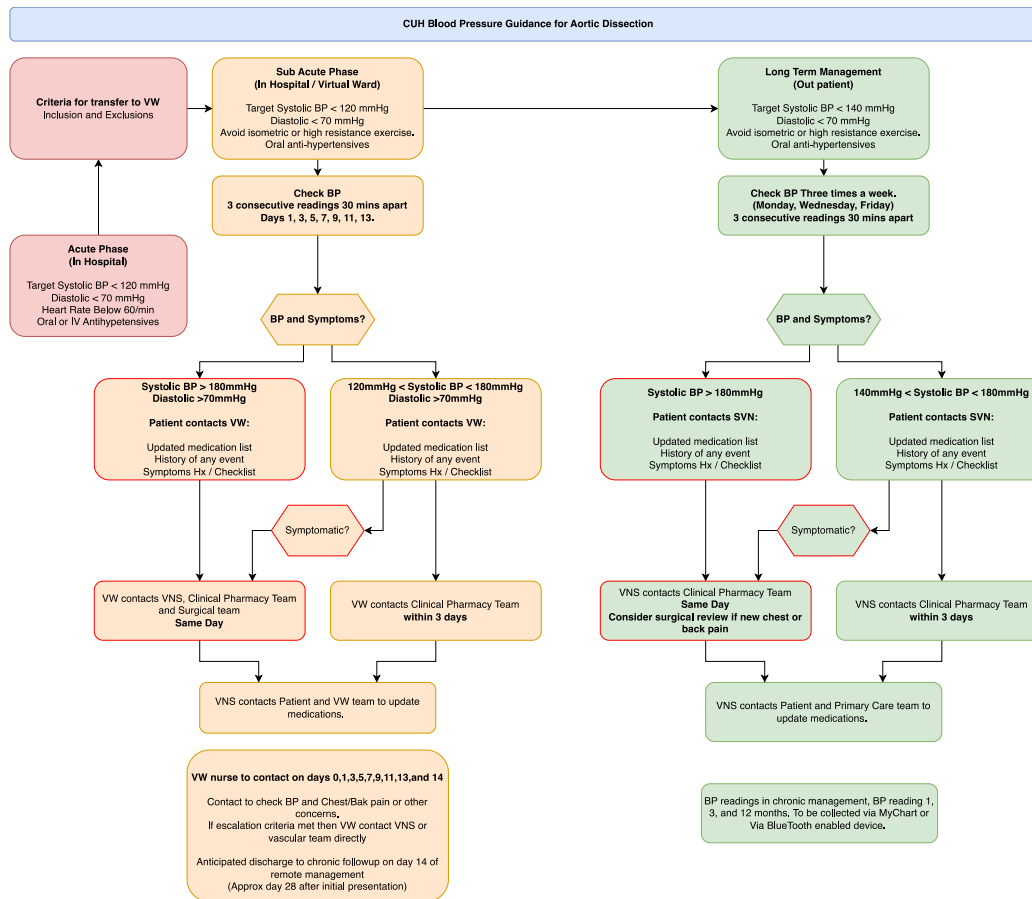 CUH Blood Pressure Guidance for Aortic Dissection
Criteria for transfer to VW
Inclusion and Exclusions
Acute Phase
(In Hospital)
Target Systolic BP < 120 mmHg
Diastolic < 70 mmHg
Heart Rate Below 60/min
Oral or IV Antihypetensives
Sub Acute Phase
(In Hospital / Virtual Ward)
Target Systolic BP < 120 mmHg
Diastolic < 70 mmHg
Avoid isometric or high resistance exercise.
Oral anti-hypertensives
Check BP
3 consecutive readings 30 mins apart
Days 1, 3, 5, 7, 9, 11, 13.
BP and Symptoms?
Systolic BP > 180mmHg
Diastolic >70mmHg
Patient contacts VW:
Updated medication list
History of any event
Symptoms Hx / Checklist
120mmHg < Systolic BP < 180mmHg
Diastolic >70mmHg
Patient contacts VW:
Updated medication list
History of any event
Symptoms Hx / Checklist
Symptomatic?
VW contacts VNS, Clinical Pharmacy Team
and Surgical team
Same Day
VW contacts Clinical Pharmacy Team
within 3 days
VNS contacts Patient and VW team to update
medications.
VW nurse to contact on days 0,1,3,5,7,9,11,13,and 14
Contact to check BP and Chest/Bak pain or other
concerns.
If escalation criteria met then VW contact VNS or
vascular team directly
Anticipated discharge to chronic followup on day 14 of
remote management
(Approx day 28 after initial presentation)
Long Term Management
(Out patient)
Target Systolic BP < 140 mmHg
Diastolic < 70 mmHg
Avoid isometric or high resistance exercise.
Oral anti-hypertensives
Check BP Three times a week.
(Monday, Wednesday, Friday)
3 consecutive readings 30 mins apart
BP and Symptoms?
Systolic BP > 180mmHg
Patient contacts SVN:
Updated medication list
History of any event
Symptoms Hx / Checklist
140mmHg < Systolic BP < 180mmHg
Patient contacts SVN:
Updated medication list
History of any event
Symptoms Hx / Checklist
Symptomatic?
VNS contacts Clinical Pharmacy Team
Same Day
Consider surgical review if new chest or
back pain
VNS contacts Clinical Pharmacy Team
within 3 days
VNS contacts Patient and Primary Care team to
update medications.
BP readings in chronic management, BP reading 1,
3, and 12 months. To be collected via MyChart or
Via BlueTooth enabled device.